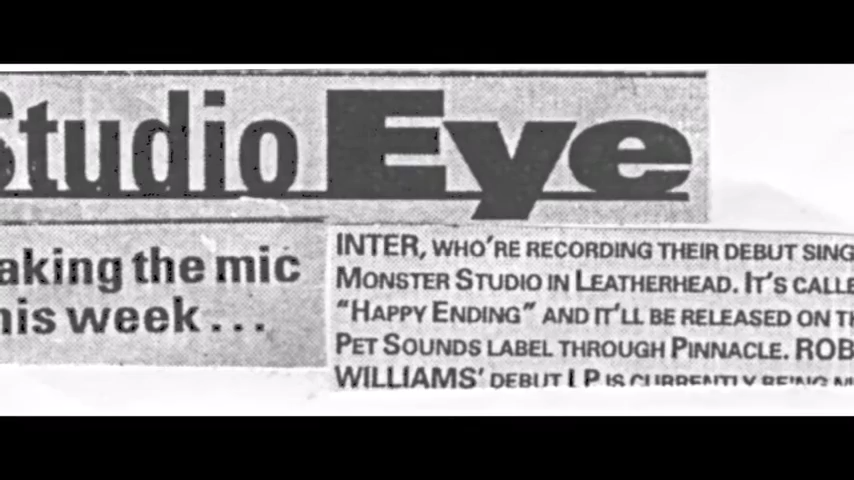 Studio Eye
aking the mic
his week...
INTER, WHO'RE RECORDING THEIR DEBUT SING
MONSTER STUDIO IN LEATHERHEAD. IT'S CALLE
"HAPPY ENDING" AND IT'LL BE RELEASED ON TH
PET SOUNDS LABEL THROUGH PINNACLE. ROB
WILLIAMS' DEBUT LP IS CURRENTLY BEING